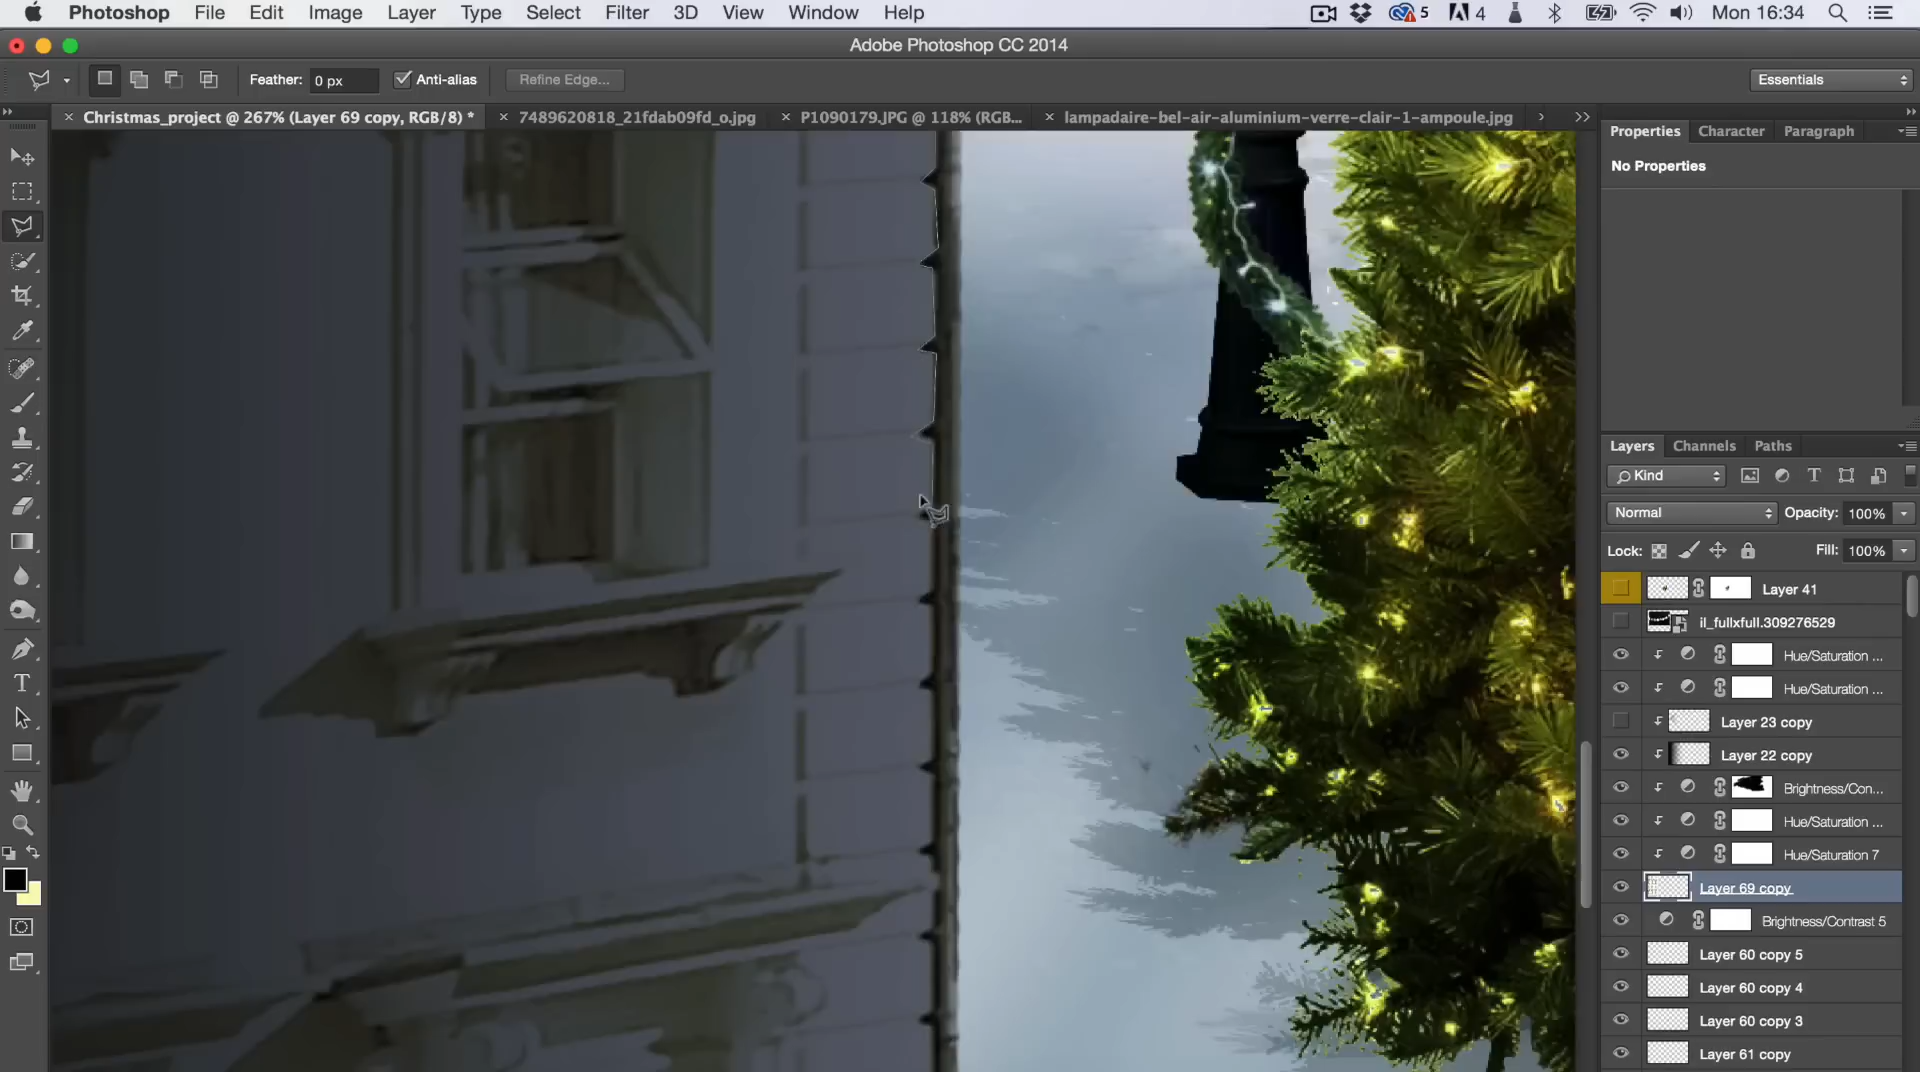 Photoshop File Edit Image Layer Type Select Filter 3D View Window Help 5 4 Mon 16:34
Adobe Photoshop CC 2014
Feather: 0 px Anti-alias Refine Edge... Essentials
Christmas_project @ 267% (Layer 69 copy, RGB/8) * 7489620818_21fdab09fd_o.jpg P1090179.JPG @ 118% (RGB... lampadaire-bel-air-aluminium-verre-clair-1-ampoule.jpg
Properties Character Paragraph
No Properties
Layers Channels Paths
Kind
Normal Opacity: 100%
Lock: Fill: 100%
Layer 41
il_fullxfull.309276529
Hue/Saturation ...
Hue/Saturation ...
Layer 23 copy
Layer 22 copy
Brightness/Con...
Hue/Saturation ...
Hue/Saturation 7
Layer 69 copy
Brightness/Contrast 5
Layer 60 copy 5
Layer 60 copy 4
Layer 60 copy 3
Layer 61 copy